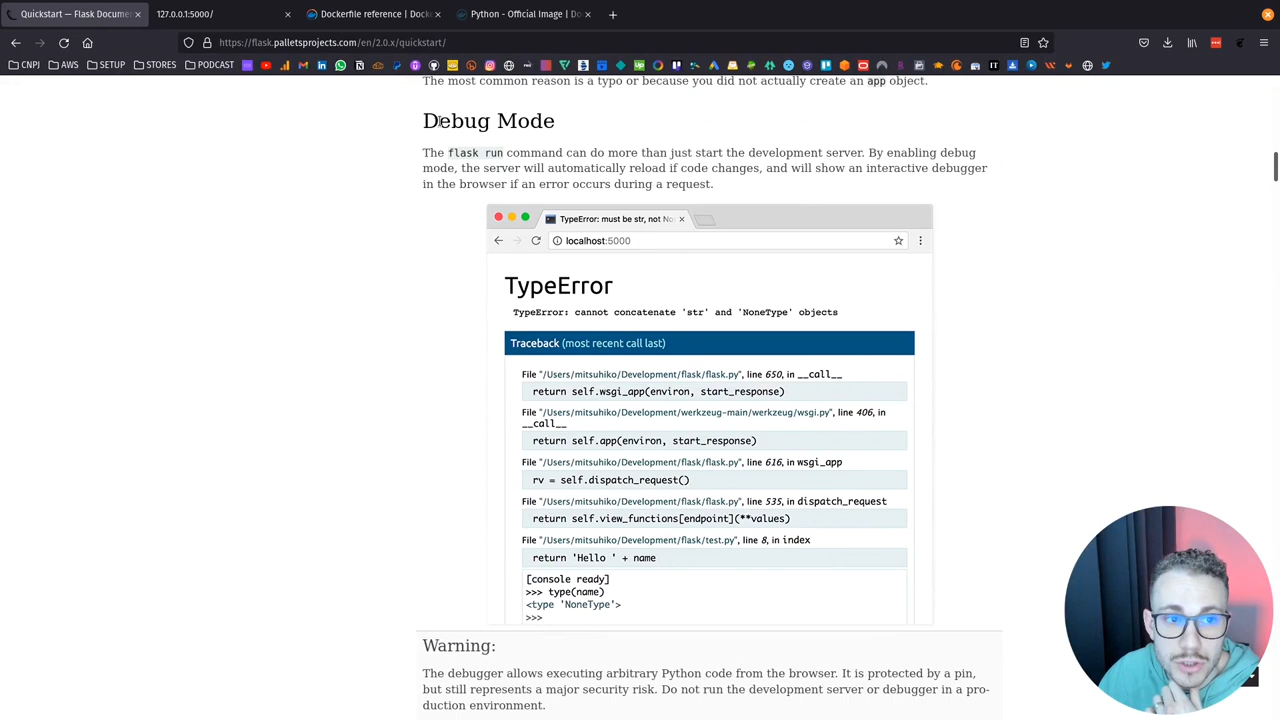 Quickstart — Flask Documen
127.0.0.1:5000/
Dockerfile reference | Docke
Python - Official Image | Do
https://flask.palletsprojects.com/en/2.0.x/quickstart/
CNPJ
AWS
SETUP
STORES
PODCAST
The most common reason is a typo or because you did not actually create an app object.
Debug Mode
The flask run command can do more than just start the development server. By enabling debug
mode, the server will automatically reload if code changes, and will show an interactive debugger
in the browser if an error occurs during a request.
TypeError: must be str, not No
localhost:5000
TypeError
TypeError: cannot concatenate 'str' and 'NoneType' objects
Traceback (most recent call last)
File "/Users/mitsuhiko/Development/flask/flask.py", line 650, in __call__
return self.wsgi_app(environ, start_response)
File "/Users/mitsuhiko/Development/werkzeug-main/werkzeug/wsgi.py", line 406, in
__call__
return self.app(environ, start_response)
File "/Users/mitsuhiko/Development/flask/flask.py", line 616, in wsgi_app
rv = self.dispatch_request()
File "/Users/mitsuhiko/Development/flask/flask.py", line 535, in dispatch_request
return self.view_functions[endpoint](**values)
File "/Users/mitsuhiko/Development/flask/test.py", line 8, in index
return 'Hello ' + name
[console ready]
>>> type(name)
<type 'NoneType'>
>>>
Warning:
The debugger allows executing arbitrary Python code from the browser. It is protected by a pin,
but still represents a major security risk. Do not run the development server or debugger in a pro-
duction environment.